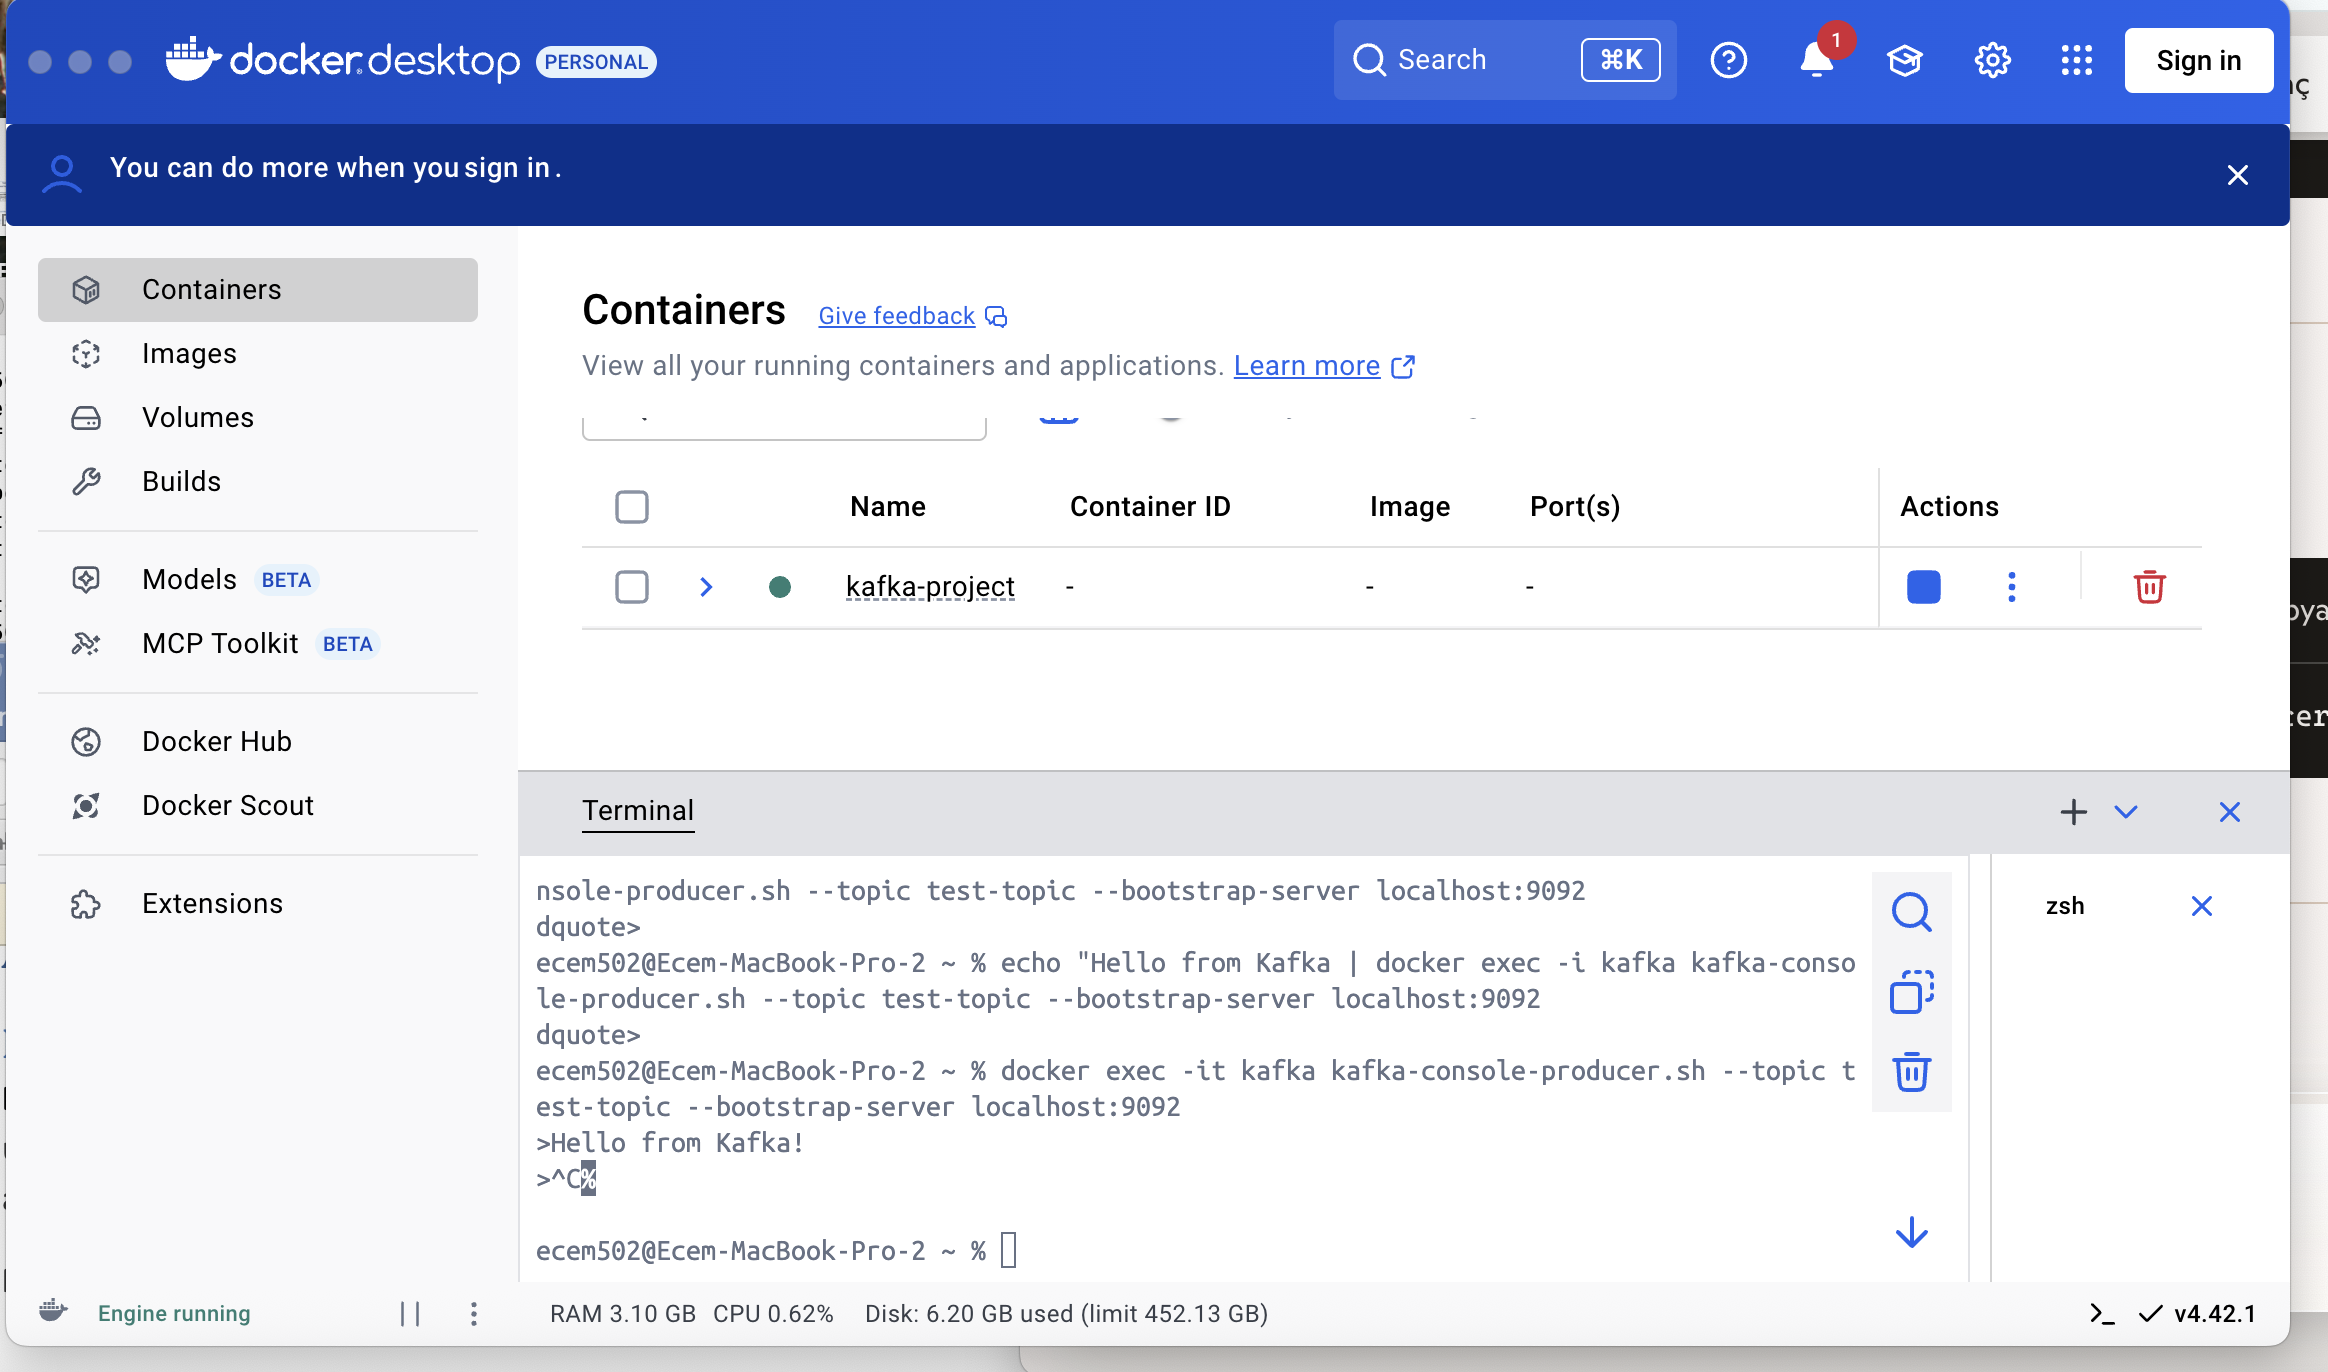 docker desktop PERSONAL
Search ⌘K
1
Sign in
You can do more when you sign in.
Containers
Images
Volumes
Builds
Models BETA
MCP Toolkit BETA
Docker Hub
Docker Scout
Extensions
Containers Give feedback
View all your running containers and applications. Learn more
Name Container ID Image Port(s) Actions
kafka-project - - -
Terminal
nsole-producer.sh --topic test-topic --bootstrap-server localhost:9092
dquote>
ecem502@Ecem-MacBook-Pro-2 ~ % echo "Hello from Kafka | docker exec -i kafka kafka-conso
le-producer.sh --topic test-topic --bootstrap-server localhost:9092
dquote>
ecem502@Ecem-MacBook-Pro-2 ~ % docker exec -it kafka kafka-console-producer.sh --topic t
est-topic --bootstrap-server localhost:9092
>Hello from Kafka!
>^C%
ecem502@Ecem-MacBook-Pro-2 ~ %
zsh
Engine running
RAM 3.10 GB CPU 0.62% Disk: 6.20 GB used (limit 452.13 GB)
v4.42.1